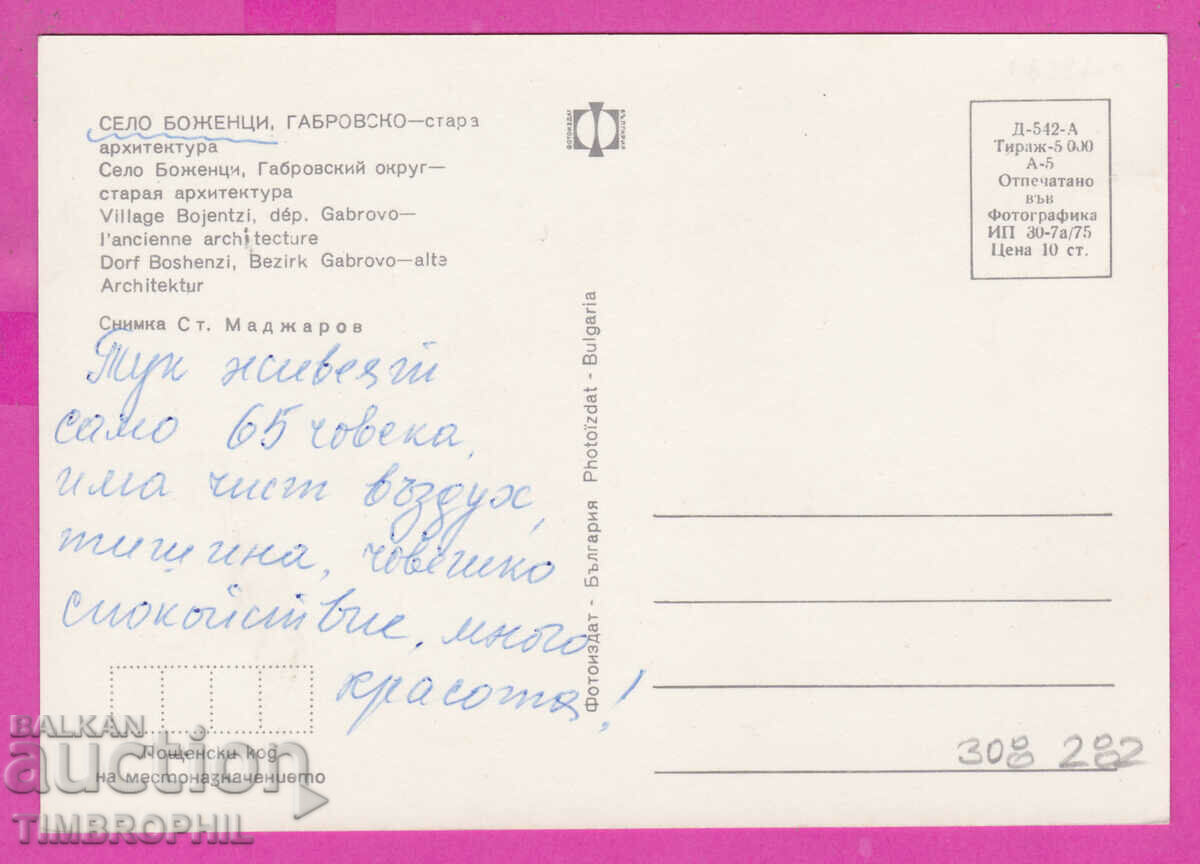 СЕЛО БОЖЕНЦИ, ГАБРОВСКО—стара
архитектура
Село Боженци, Габровский округ—
старая архитектура
Village Bojentzi, dép. Gabrovo—
l'ancienne architecture
Dorf Boshenzi, Bezirk Gabrovo—alte
Architektur
Снимка Ст. Маджаров
Тук живеят
само 65 човека,
има чист въздух,
тишина, човешко
спокойствие, много
красота!
Пощенски код
на местоназначението
ФОТОИЗДАТ
БЪЛГАРИЯ
Фотоиздат - България Photoïzdat - Bulgaria
Д-542-А
Тираж-5 000
А-5
Отпечатано
във
Фотографика
ИП 30-7а/75
Цена 10 ст.
BALKAN
auction
TIMBROPHIL